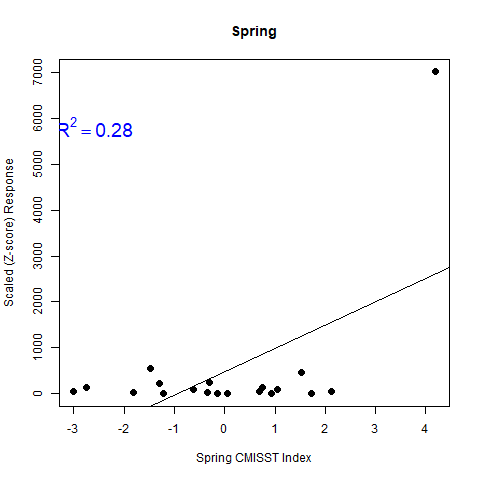 Spring
R² = 0.28
Scaled (Z-score) Response
7000
6000
5000
4000
3000
2000
1000
0
-3 -2 -1 0 1 2 3 4
Spring CMISST Index